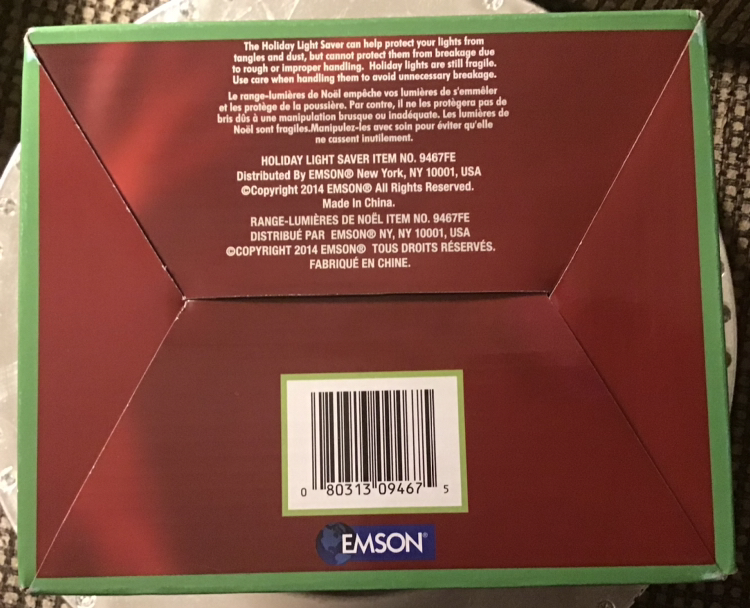 The Holiday Light Saver can help protect your lights from
tangles and dust, but cannot protect them from breakage due
to rough or improper handling. Holiday lights are still fragile.
Use care when handling them to avoid unnecessary breakage.
Le range-lumières de Noël empêche vos lumières de s'emmêler
et les protège de la poussière. Par contre, il ne les protègera pas de
bris dûs à une manipulation brusque ou inadéquate. Les lumières de
Noël sont fragiles.Manipulez-les avec soin pour éviter qu'elle
ne cassent inutilement.
HOLIDAY LIGHT SAVER ITEM NO. 9467FE
Distributed By EMSON® New York, NY 10001, USA
©Copyright 2014 EMSON® All Rights Reserved.
Made In China.
RANGE-LUMIÈRES DE NOËL ITEM NO. 9467FE
DISTRIBUÉ PAR EMSON® NY, NY 10001, USA
©COPYRIGHT 2014 EMSON® TOUS DROITS RÉSERVÉS.
FABRIQUÉ EN CHINE.
0 80313 09467 5
EMSON®